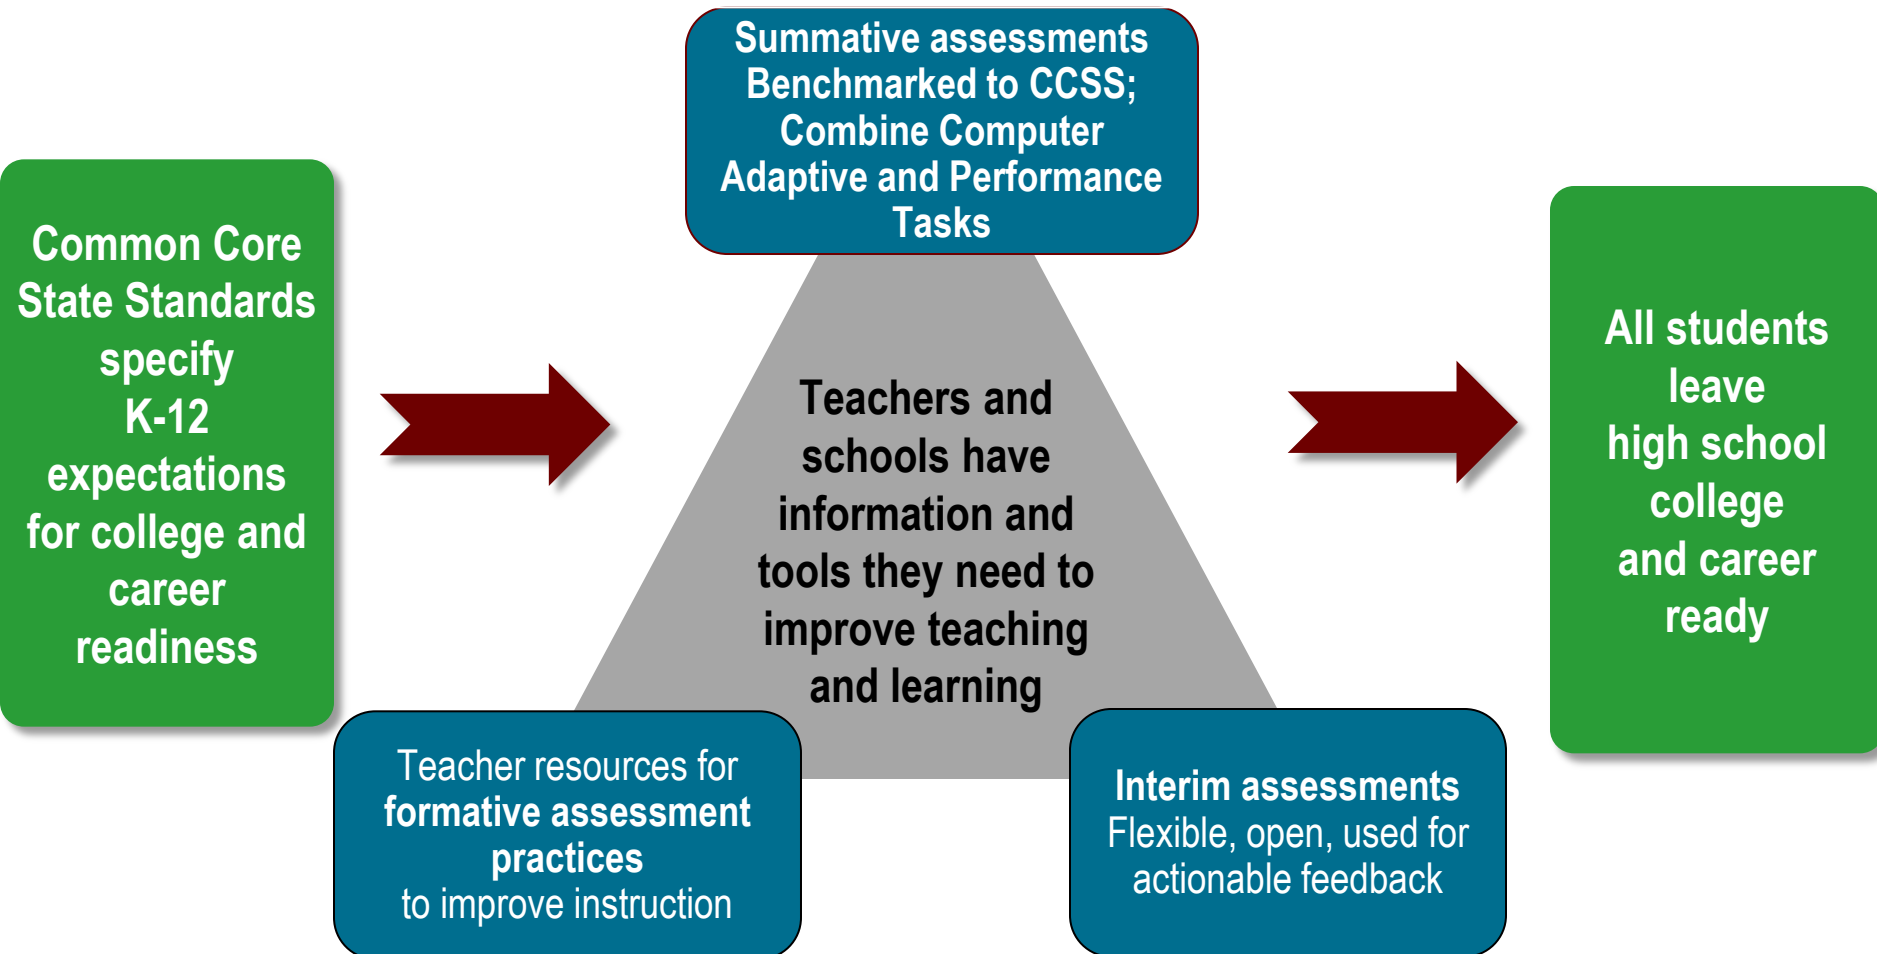 Summative assessments
Benchmarked to CCSS;
Combine Computer
Adaptive and Performance
Tasks
Common Core
State Standards
specify
K-12
expectations
for college and
career
readiness
Teachers and
schools have
information and
tools they need to
improve teaching
and learning
All students
leave
high school
college
and career
ready
Teacher resources for
formative assessment
practices
to improve instruction
Interim assessments
Flexible, open, used for
actionable feedback